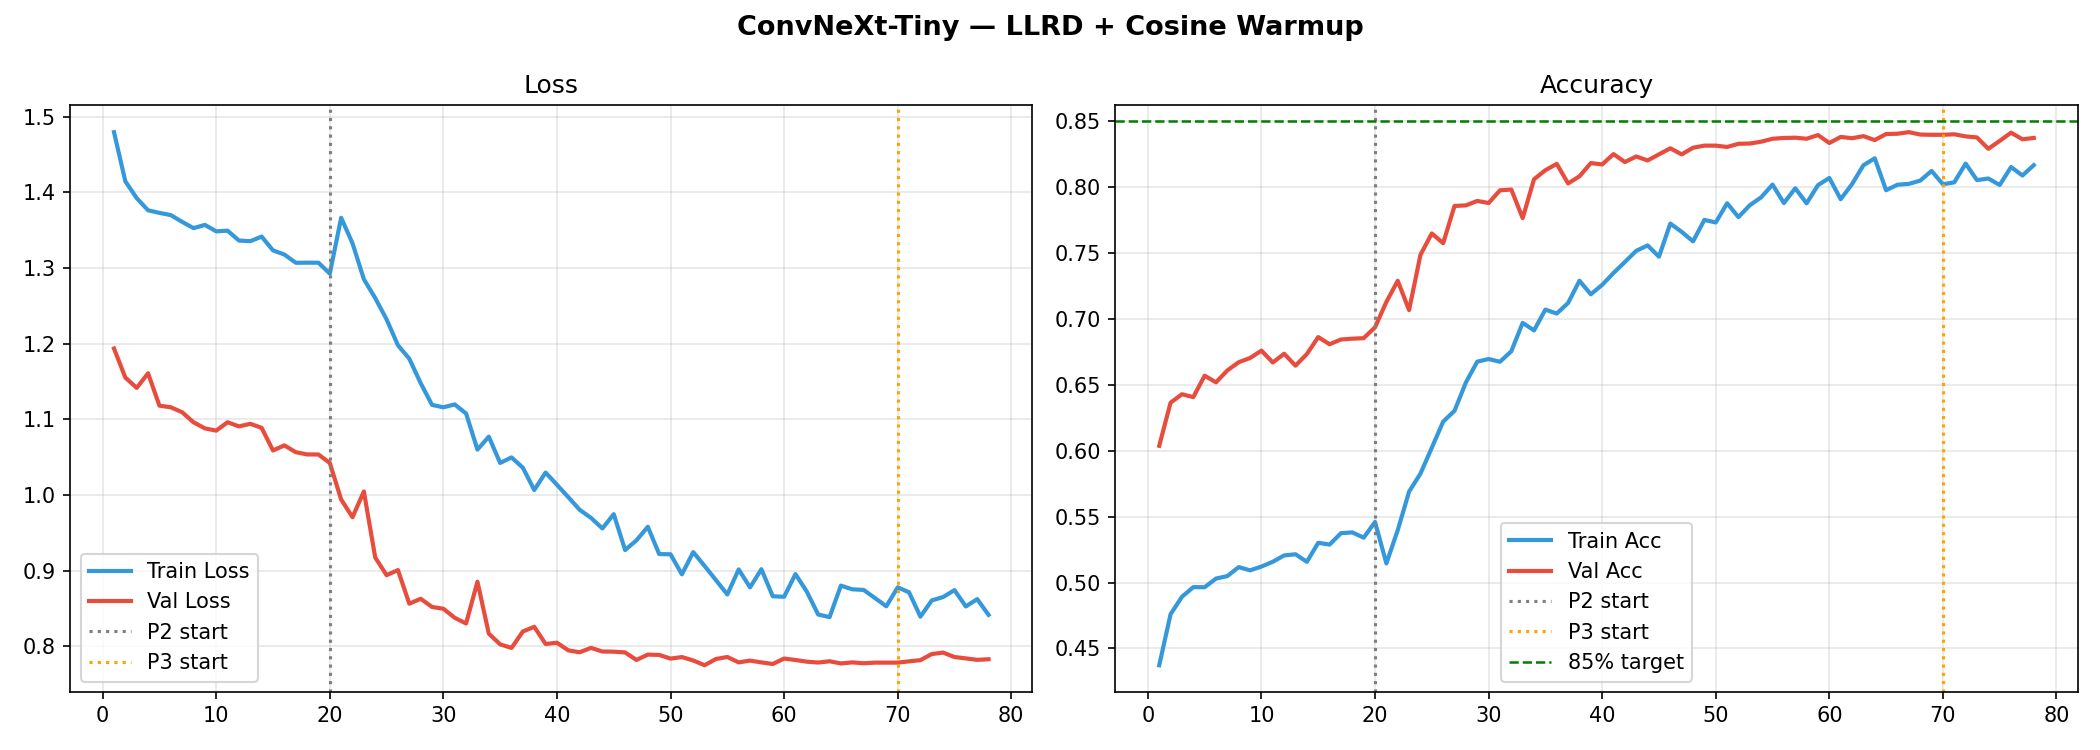 ConvNeXt-Tiny — LLRD + Cosine Warmup
Loss
1.5
1.4
1.3
1.2
1.1
1.0
0.9
0.8
0
10
20
30
40
50
60
70
80
Train Loss
Val Loss
P2 start
P3 start
Accuracy
0.85
0.80
0.75
0.70
0.65
0.60
0.55
0.50
0.45
0
10
20
30
40
50
60
70
80
Train Acc
Val Acc
P2 start
P3 start
85% target